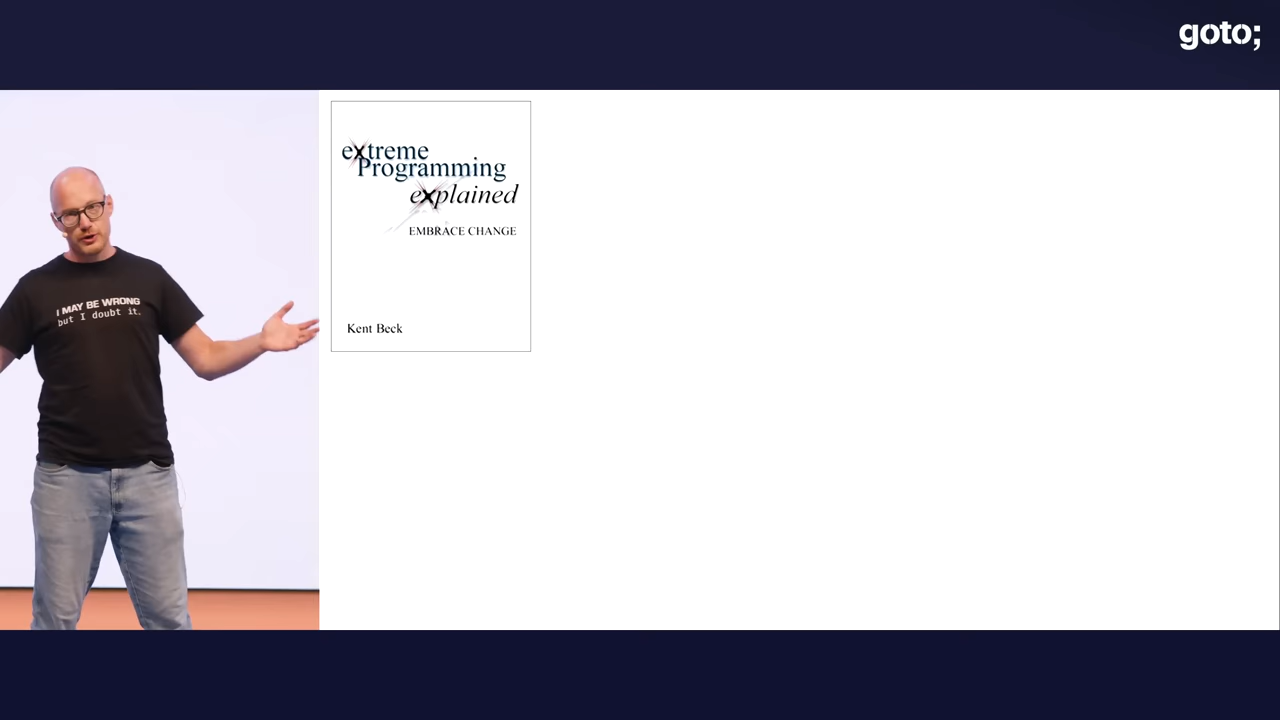 goto;
I MAY BE WRONG
but I doubt it.
extreme
Programming
explained
EMBRACE CHANGE
Kent Beck